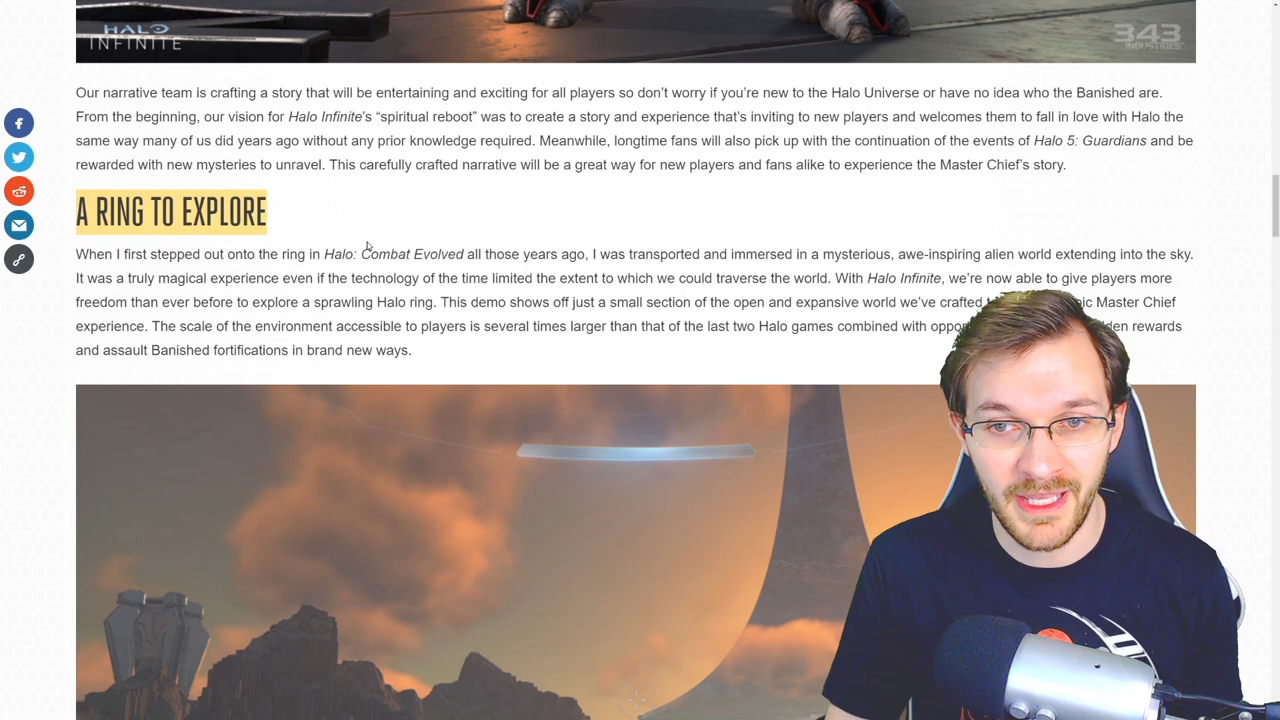 HALO
INFINITE
343
INDUSTRIES
Our narrative team is crafting a story that will be entertaining and exciting for all players so don't worry if you're new to the Halo Universe or have no idea who the Banished are.
From the beginning, our vision for Halo Infinite's “spiritual reboot” was to create a story and experience that's inviting to new players and welcomes them to fall in love with Halo the
same way many of us did years ago without any prior knowledge required. Meanwhile, longtime fans will also pick up with the continuation of the events of Halo 5: Guardians and be
rewarded with new mysteries to unravel. This carefully crafted narrative will be a great way for new players and fans alike to experience the Master Chief's story.
A RING TO EXPLORE
When I first stepped out onto the ring in Halo: Combat Evolved all those years ago, I was transported and immersed in a mysterious, awe-inspiring alien world extending into the sky.
It was a truly magical experience even if the technology of the time limited the extent to which we could traverse the world. With Halo Infinite, we're now able to give players more
freedom than ever before to explore a sprawling Halo ring. This demo shows off just a small section of the open and expansive world we've crafted Master Chief
experience. The scale of the environment accessible to players is several times larger than that of the last two Halo games combined with rewards
and assault Banished fortifications in brand new ways.